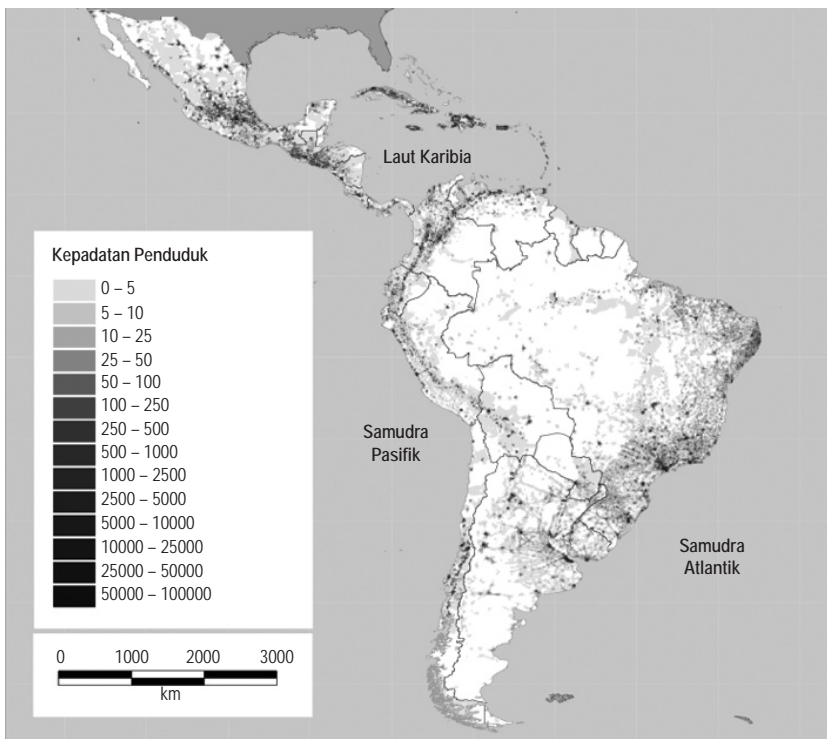 Laut Karibia
Kepadatan Penduduk
0 – 5
5 – 10
10 – 25
25 – 50
50 – 100
100 – 250
250 – 500
500 – 1000
1000 – 2500
2500 – 5000
5000 – 10000
10000 – 25000
25000 – 50000
50000 – 100000
Samudra
Pasifik
Samudra
Atlantik
0 1000 2000 3000
km